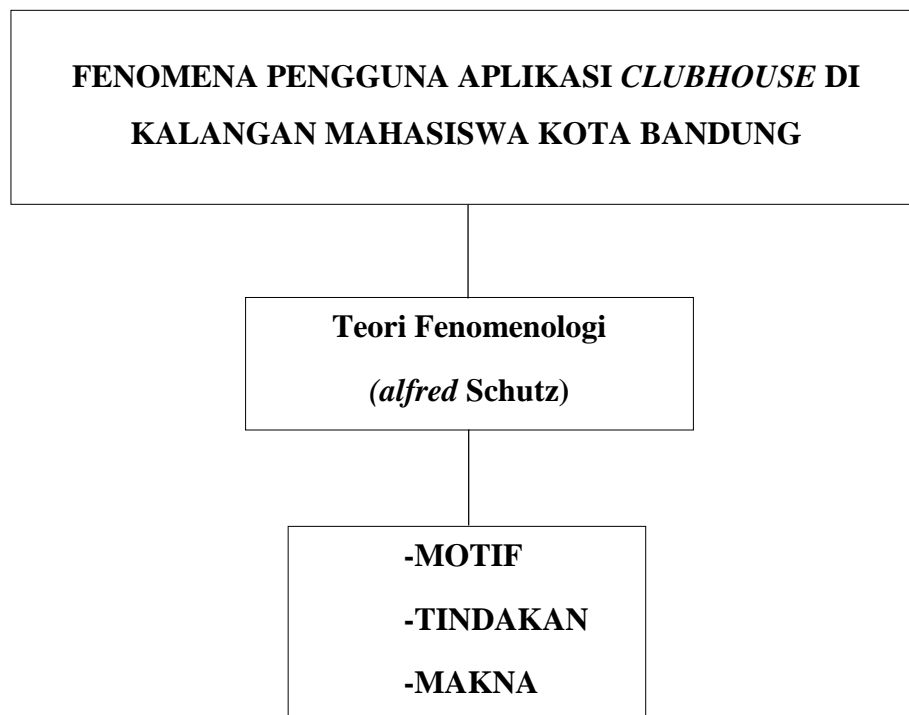 FENOMENA PENGGUNA APLIKASI CLUBHOUSE DI
KALANGAN MAHASISWA KOTA BANDUNG
Teori Fenomenologi
(alfred Schutz)
-MOTIF
-TINDAKAN
-MAKNA